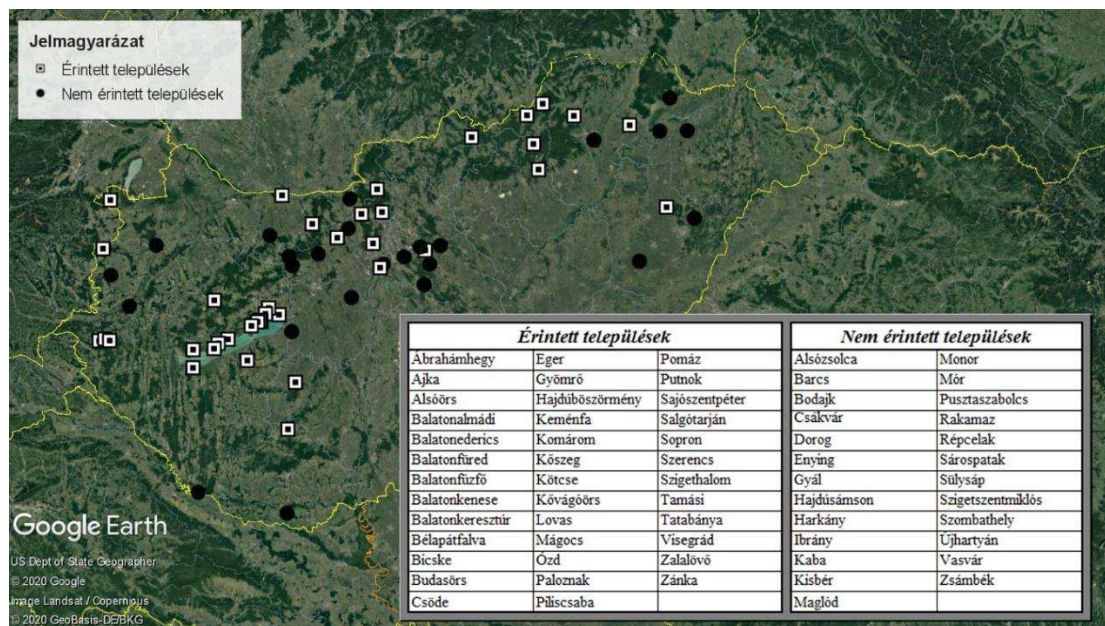 Jelmagyarázat
Érintett települések
Nem érintett települések
Érintett települések
Ábrahámhegy Eger Pomáz
Ajka Gyömrő Putnok
Alsóörs Hajdúböszörmény Sajószentpéter
Balatonalmádi Keménfa Salgótarján
Balatonederics Komárom Sopron
Balatonfüred Kőszeg Szerencs
Balatonfűzfő Kötcse Szigethalom
Balatonkenese Kővágóörs Tamási
Balatonkeresztúr Lovas Tatabánya
Bélapátfalva Mágocs Visegrád
Bicske Ózd Zalalövő
Budasörs Paloznak Zánka
Csöde Piliscsaba
Nem érintett települések
Alsózsolca Monor
Barcs Mór
Bodajk Pusztaszabolcs
Csákvár Rakamaz
Dorog Répcelak
Enying Sárospatak
Gyál Sülysáp
Hajdúsámson Szigetszentmiklós
Harkány Szombathely
Ibrány Újhartyán
Kaba Vasvár
Kisbér Zsámbék
Maglód
Google Earth
US Dept of State Geographer
© 2020 Google
Image Landsat / Copernicus
© 2020 GeoBasis-DE/BKG